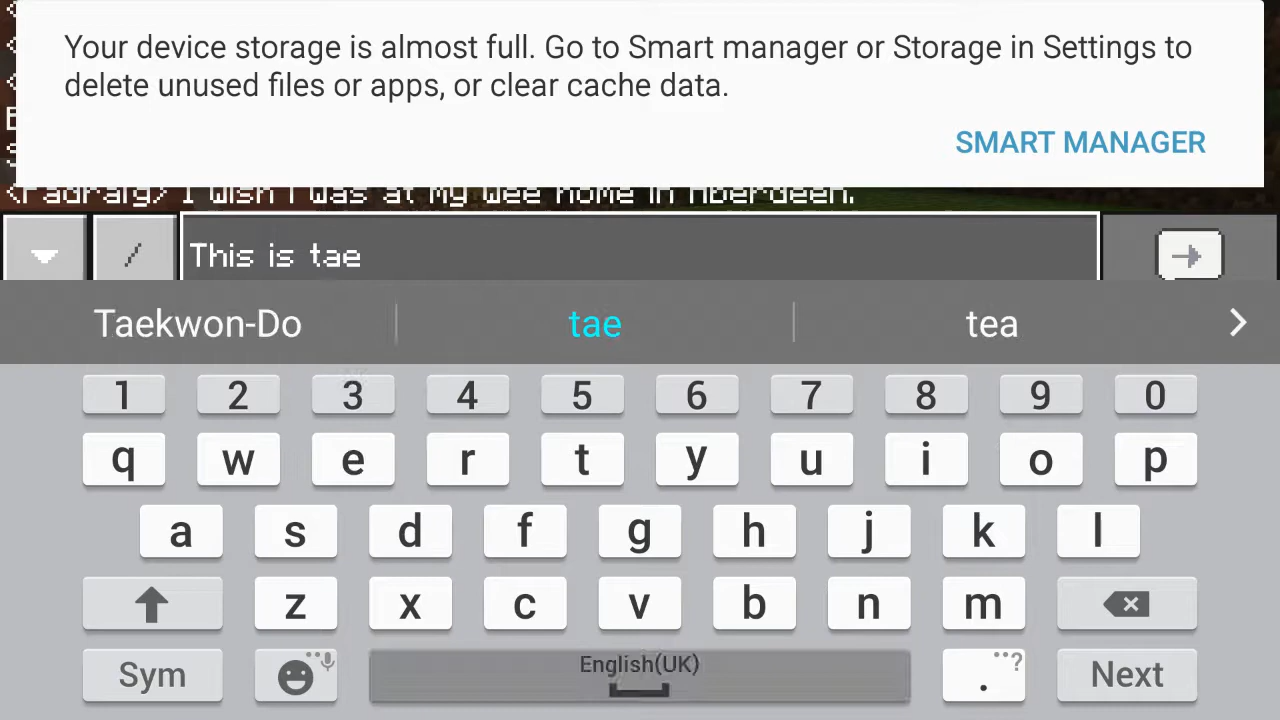 Your device storage is almost full. Go to Smart manager or Storage in Settings to
delete unused files or apps, or clear cache data.
SMART MANAGER
<Padraig> I wish I was at my wee home in Aberdeen.
/ This is tae
Taekwon-Do tae tea
1 2 3 4 5 6 7 8 9 0
q w e r t y u i o p
a s d f g h j k l
z x c v b n m
English(UK)
Sym . ? Next